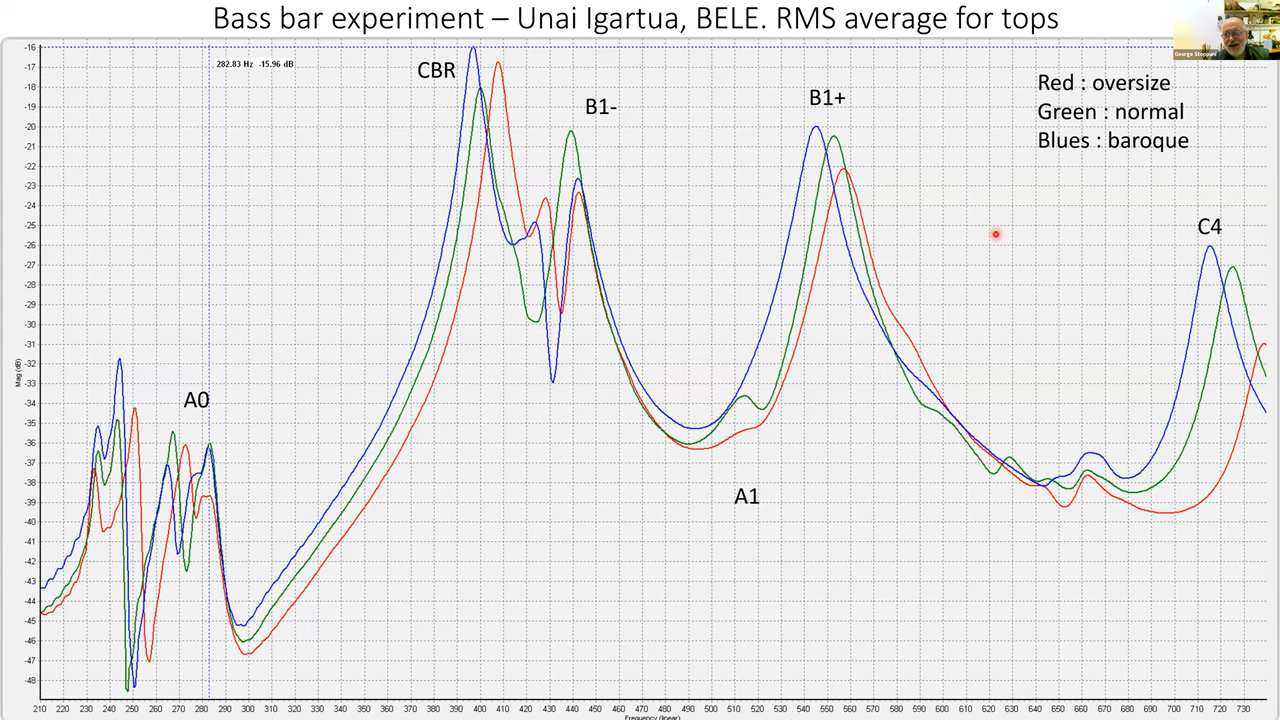 Bass bar experiment – Unai Igartua, BELE. RMS average for tops
George Stoppani
282.83 Hz -15.96 dB
CBR
B1-
B1+
Red : oversize
Green : normal
Blues : baroque
C4
A0
A1
Mag (dB)
-16
-17
-18
-19
-20
-21
-22
-23
-24
-25
-26
-27
-28
-29
-30
-31
-32
-33
-34
-35
-36
-37
-38
-39
-40
-41
-42
-43
-44
-45
-46
-47
-48
210 220 230 240 250 260 270 280 290 300 310 320 330 340 350 360 370 380 390 400 410 420 430 440 450 460 470 480 490 500 510 520 530 540 550 560 570 580 590 600 610 620 630 640 650 660 670 680 690 700 710 720 730
Frequency (linear)